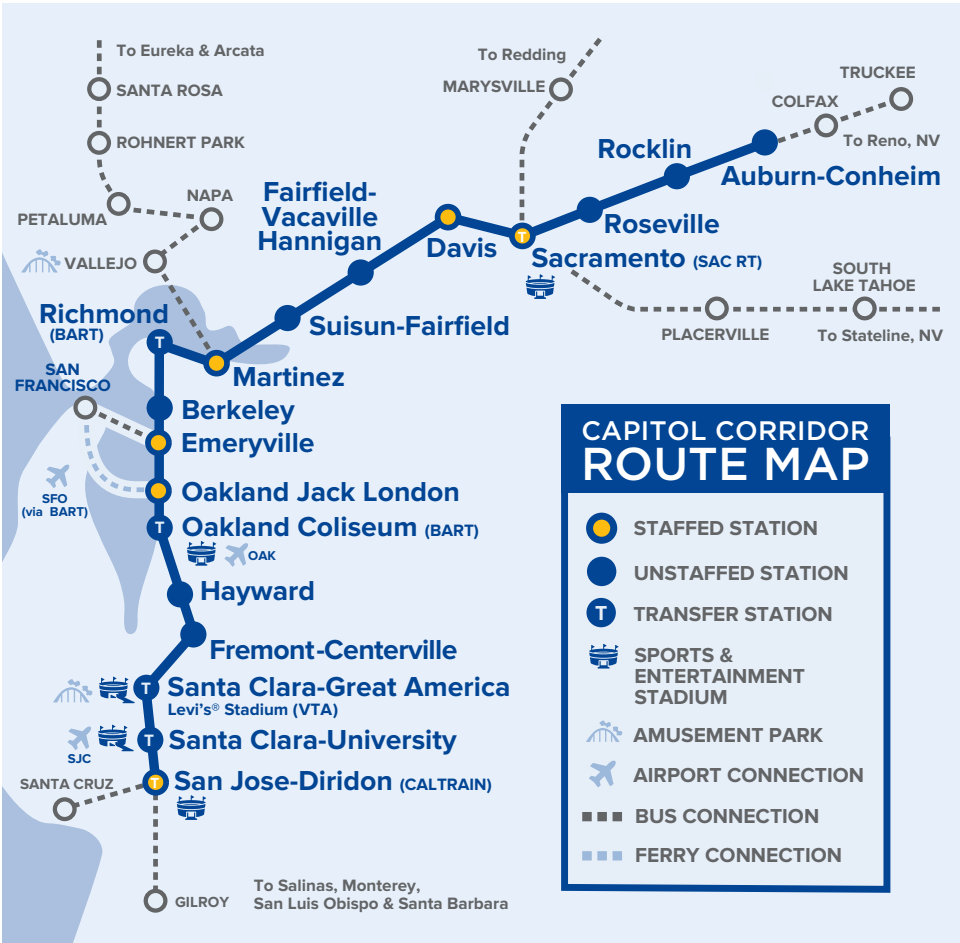 To Eureka & Arcata
SANTA ROSA
ROHNERT PARK
PETALUMA
NAPA
VALLEJO
To Redding
MARYSVILLE
TRUCKEE
COLFAX
To Reno, NV
Rocklin
Auburn-Conheim
Roseville
Fairfield-
Vacaville
Hannigan
Davis
T
Sacramento (SAC RT)
SOUTH
LAKE TAHOE
PLACERVILLE
To Stateline, NV
Suisun-Fairfield
Richmond
(BART)
T
Martinez
SAN
FRANCISCO
Berkeley
Emeryville
SFO
(via BART)
Oakland Jack London
T
Oakland Coliseum (BART)
OAK
Hayward
Fremont-Centerville
T
Santa Clara-Great America
Levi's® Stadium (VTA)
T
Santa Clara-University
SJC
T
San Jose-Diridon (CALTRAIN)
SANTA CRUZ
GILROY
To Salinas, Monterey,
San Luis Obispo & Santa Barbara
CAPITOL CORRIDOR
ROUTE MAP
STAFFED STATION
UNSTAFFED STATION
T
TRANSFER STATION
SPORTS &
ENTERTAINMENT
STADIUM
AMUSEMENT PARK
AIRPORT CONNECTION
BUS CONNECTION
FERRY CONNECTION